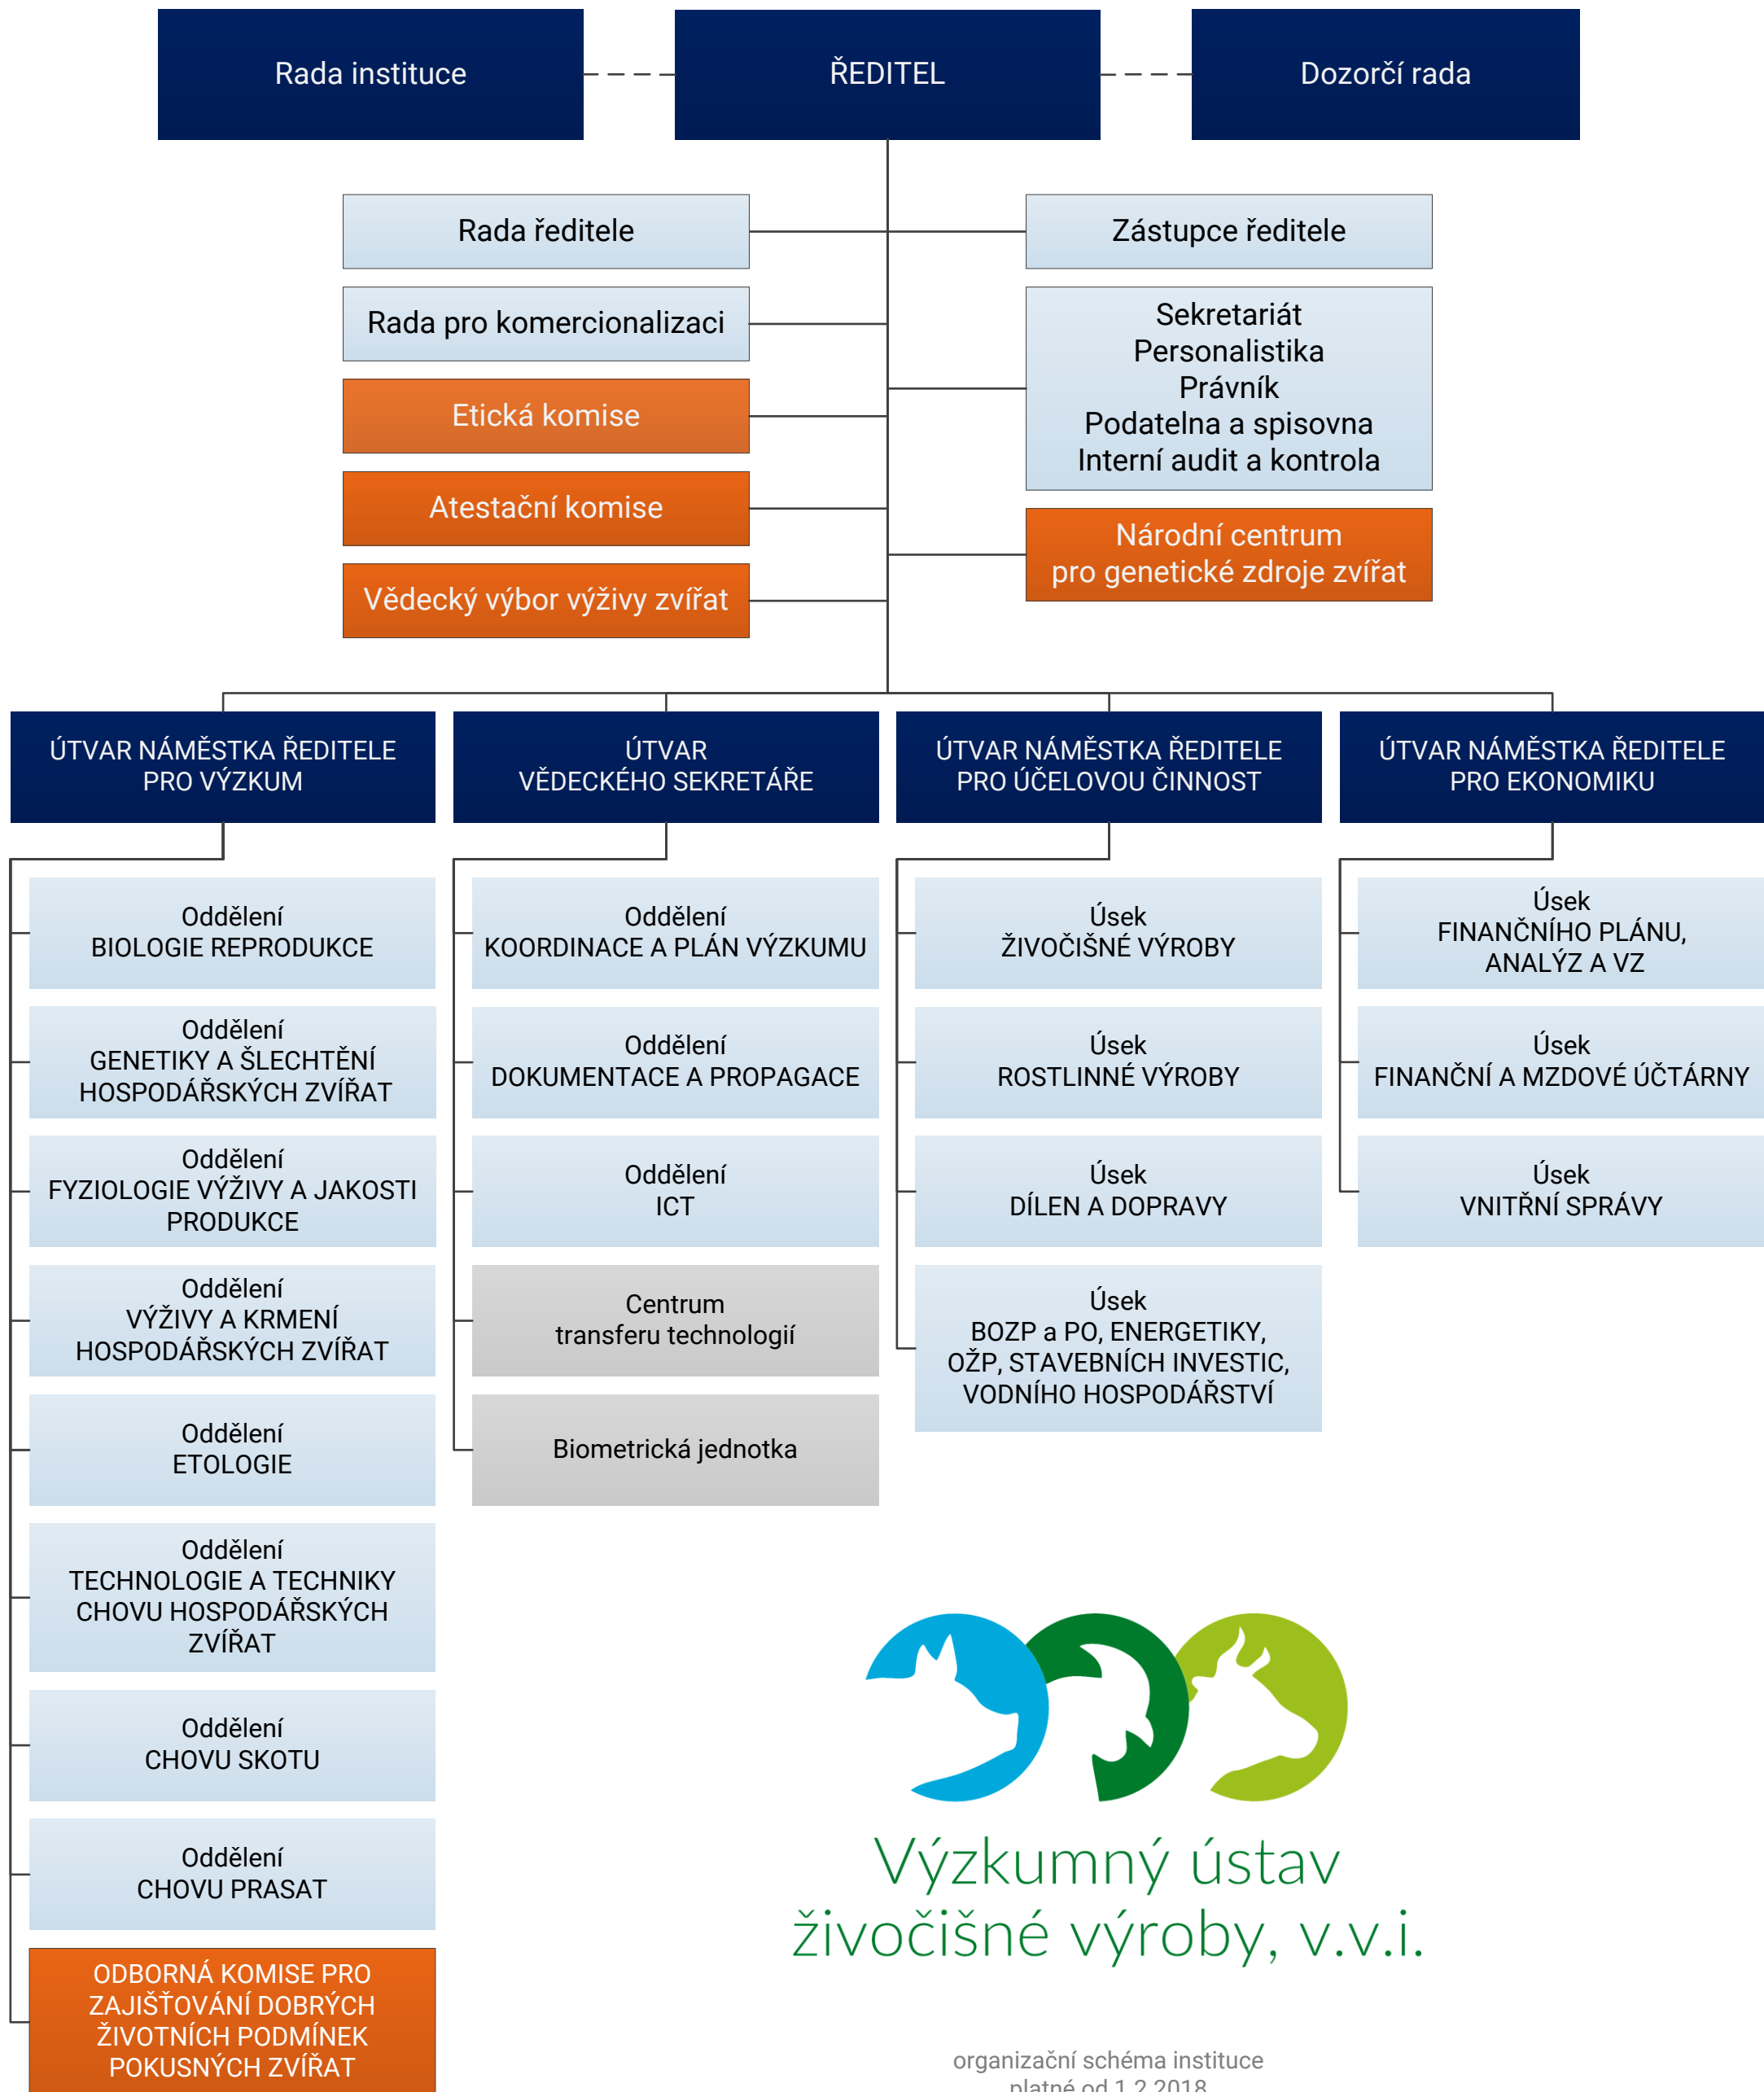 Rada instituce
ŘEDITEL
Dozorčí rada
Rada ředitele
Zástupce ředitele
Rada pro komercionalizaci
Sekretariát
Personalistika
Právník
Podatelna a spisovna
Interní audit a kontrola
Etická komise
Atestační komise
Národní centrum
pro genetické zdroje zvířat
Vědecký výbor výživy zvířat
ÚTVAR NÁMĚSTKA ŘEDITELE
PRO VÝZKUM
ÚTVAR
VĚDECKÉHO SEKRETÁŘE
ÚTVAR NÁMĚSTKA ŘEDITELE
PRO ÚČELOVOU ČINNOST
ÚTVAR NÁMĚSTKA ŘEDITELE
PRO EKONOMIKU
Oddělení
BIOLOGIE REPRODUKCE
Oddělení
GENETIKY A ŠLECHTĚNÍ
HOSPODÁŘSKÝCH ZVÍŘAT
Oddělení
FYZIOLOGIE VÝŽIVY A JAKOSTI
PRODUKCE
Oddělení
VÝŽIVY A KRMENÍ
HOSPODÁŘSKÝCH ZVÍŘAT
Oddělení
ETOLOGIE
Oddělení
TECHNOLOGIE A TECHNIKY
CHOVU HOSPODÁŘSKÝCH
ZVÍŘAT
Oddělení
CHOVU SKOTU
Oddělení
CHOVU PRASAT
ODBORNÁ KOMISE PRO
ZAJIŠŤOVÁNÍ DOBRÝCH
ŽIVOTNÍCH PODMÍNEK
POKUSNÝCH ZVÍŘAT
Oddělení
KOORDINACE A PLÁN VÝZKUMU
Oddělení
DOKUMENTACE A PROPAGACE
Oddělení
ICT
Centrum
transferu technologií
Biometrická jednotka
Úsek
ŽIVOČIŠNÉ VÝROBY
Úsek
ROSTLINNÉ VÝROBY
Úsek
DÍLEN A DOPRAVY
Úsek
BOZP a PO, ENERGETIKY,
OŽP, STAVEBNÍCH INVESTIC,
VODNÍHO HOSPODÁŘSTVÍ
Úsek
FINANČNÍHO PLÁNU,
ANALÝZ A VZ
Úsek
FINANČNÍ A MZDOVÉ ÚČTÁRNY
Úsek
VNITŘNÍ SPRÁVY
Výzkumný ústav
živočišné výroby, v.v.i.
organizační schéma instituce
platné od 1.2.2018